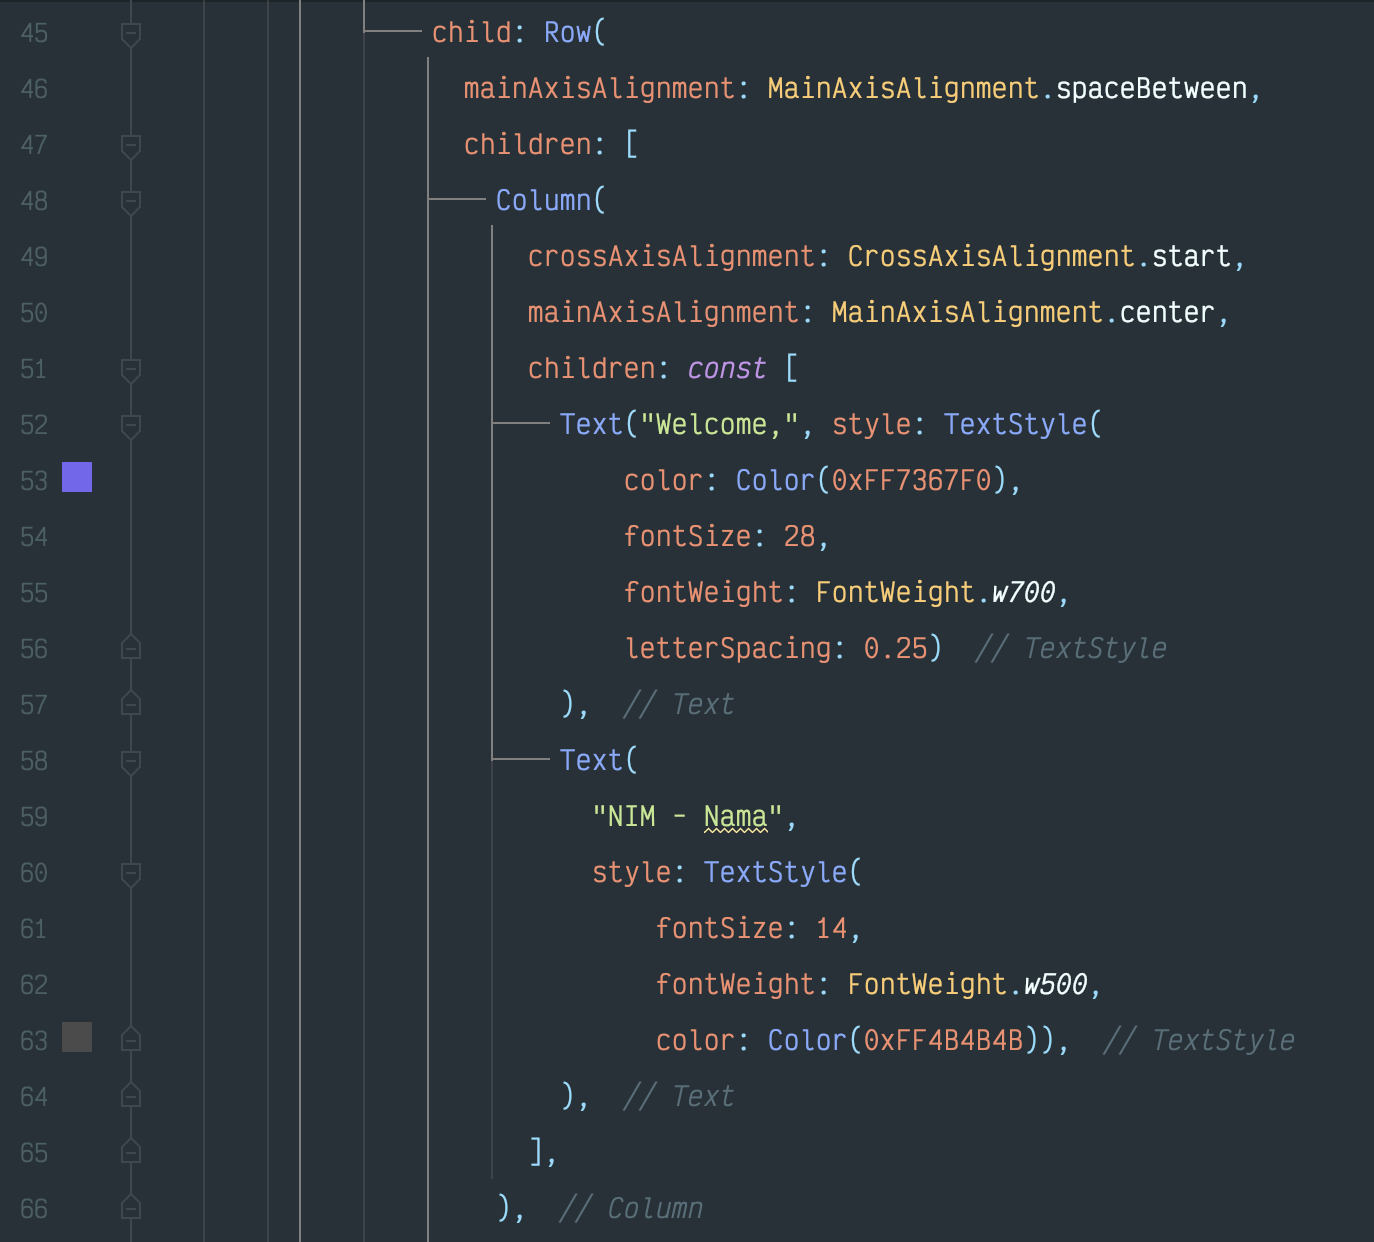 45 child: Row(
46 mainAxisAlignment: MainAxisAlignment.spaceBetween,
47 children: [
48 Column(
49 crossAxisAlignment: CrossAxisAlignment.start,
50 mainAxisAlignment: MainAxisAlignment.center,
51 children: const [
52 Text("Welcome,", style: TextStyle(
53 color: Color(0xFF7367F0),
54 fontSize: 28,
55 fontWeight: FontWeight.w700,
56 letterSpacing: 0.25) // TextStyle
57 ), // Text
58 Text(
59 "NIM - Nama",
60 style: TextStyle(
61 fontSize: 14,
62 fontWeight: FontWeight.w500,
63 color: Color(0xFF4B4B4B)), // TextStyle
64 ), // Text
65 ],
66 ), // Column